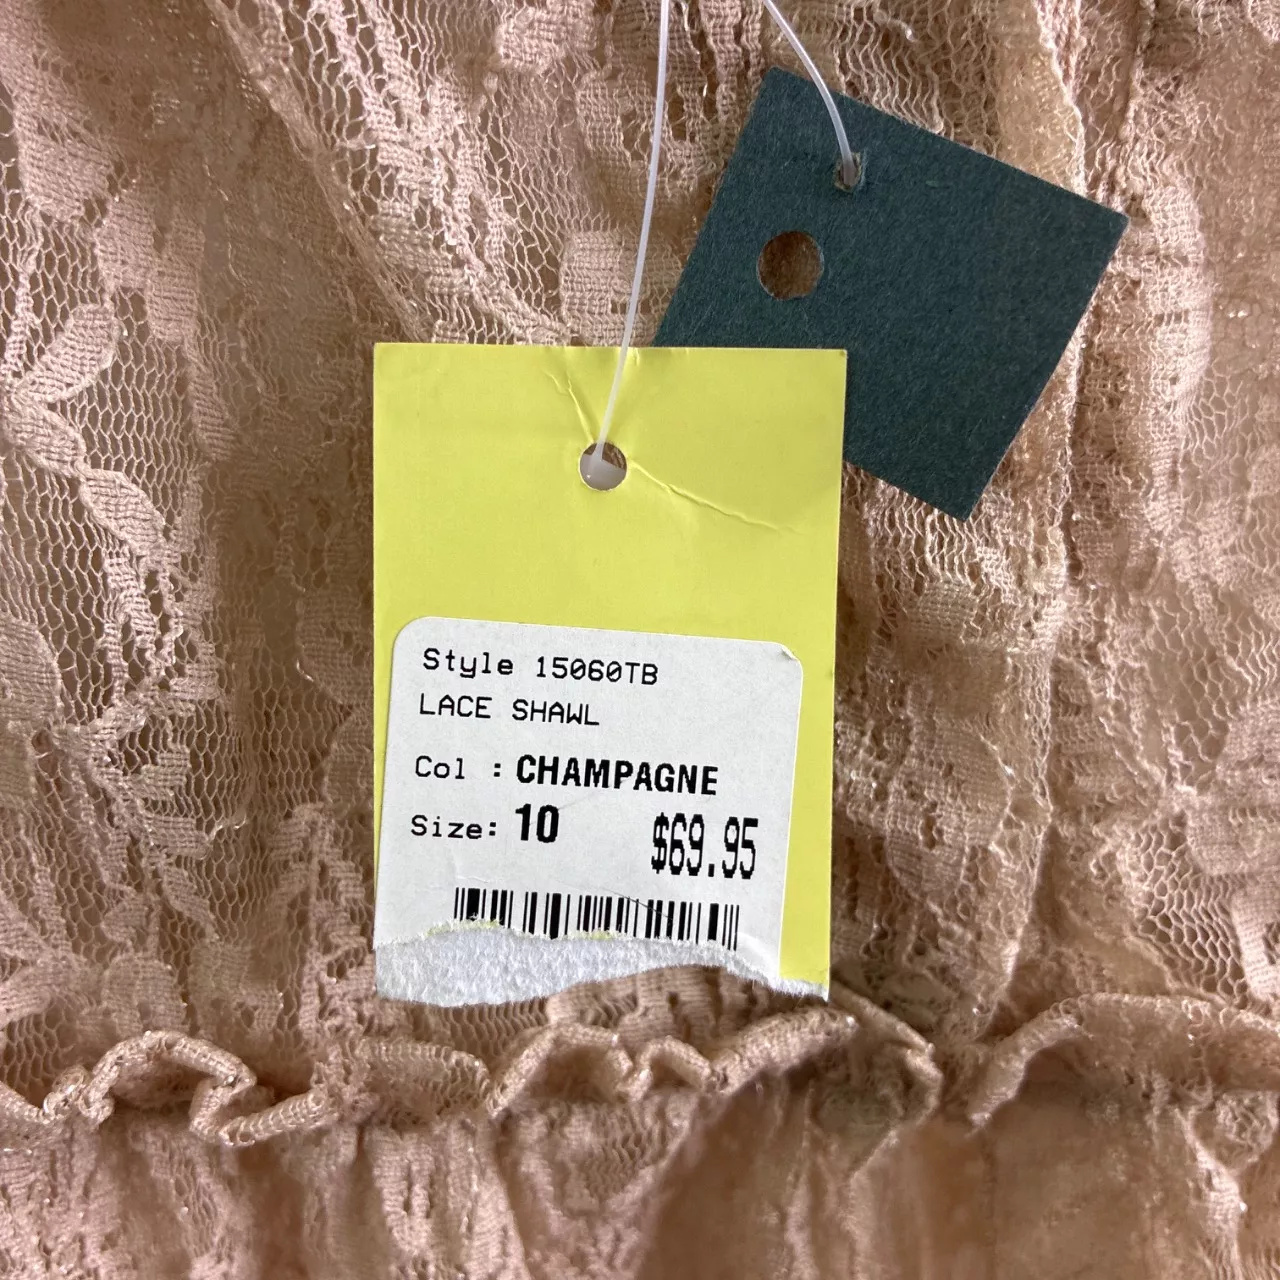 Style 15060TB
LACE SHAWL
Col : CHAMPAGNE
Size: 10 $69.95